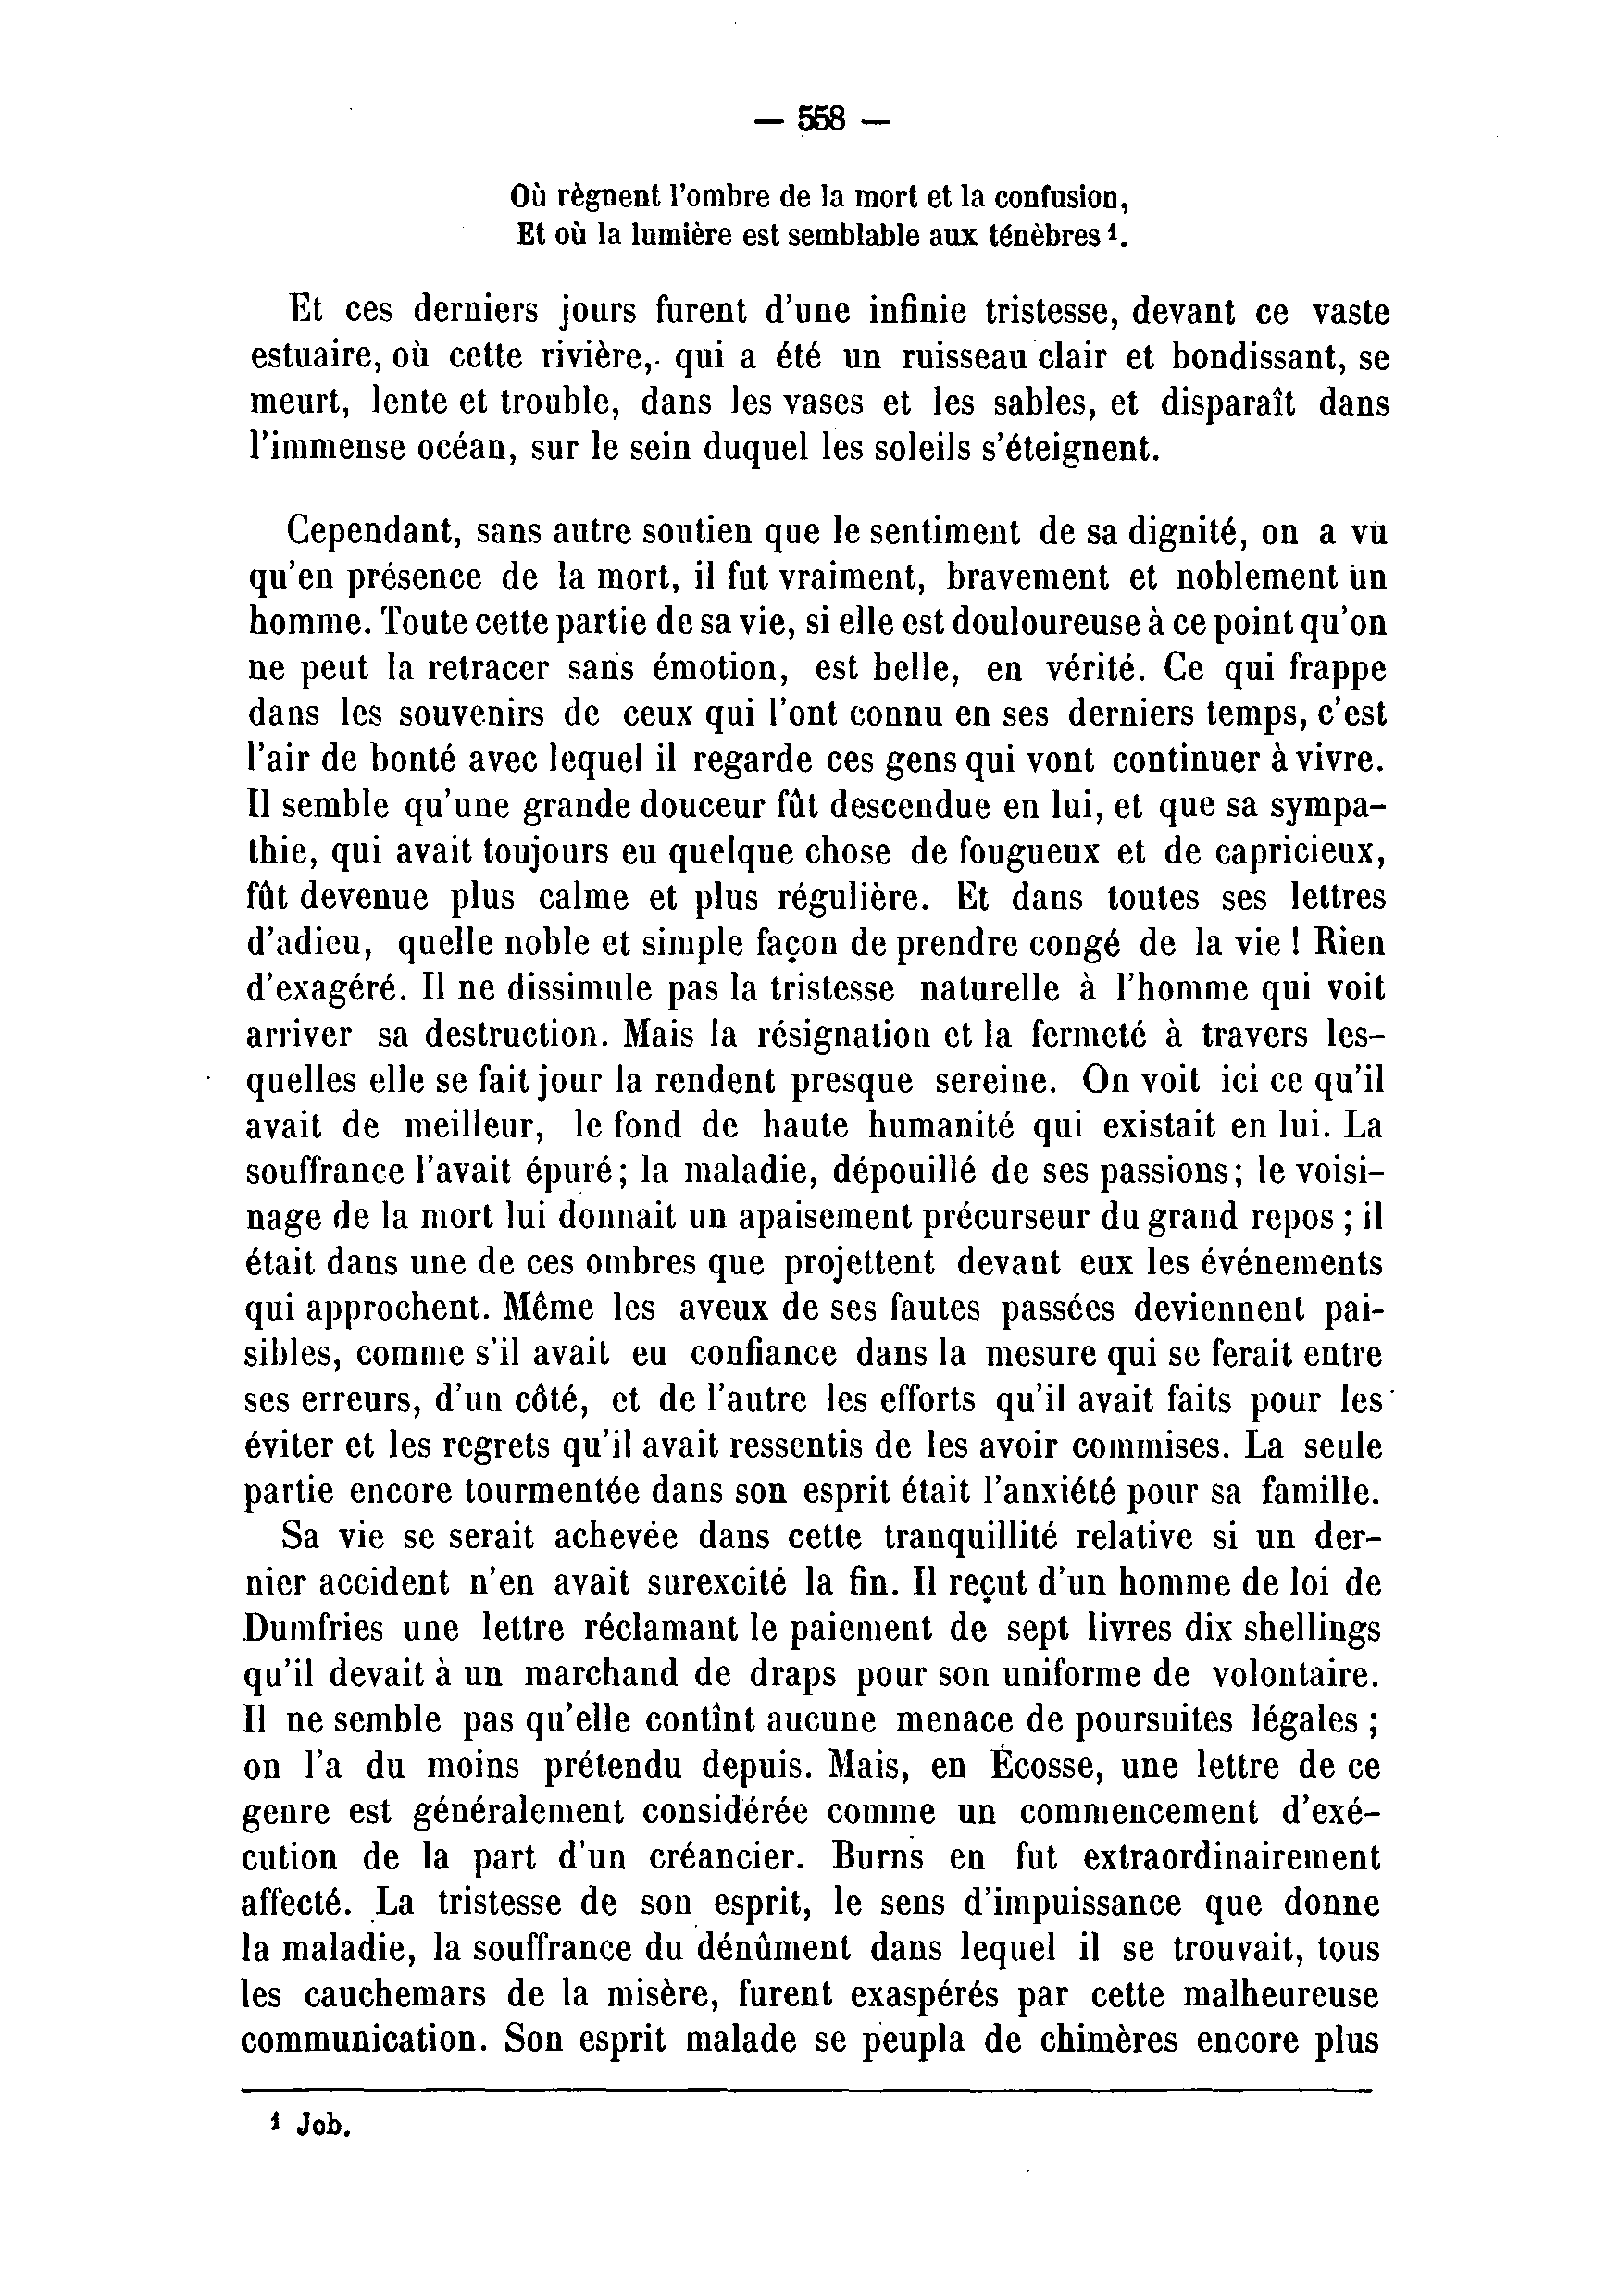 — 558 —
Où règnent l'ombre de la mort et la confusion,
Et où la lumière est semblable aux ténèbres ¹.
Et ces derniers jours furent d'une infinie tristesse, devant ce vaste
estuaire, où cette rivière, qui a été un ruisseau clair et bondissant, se
meurt, lente et trouble, dans les vases et les sables, et disparaît dans
l'immense océan, sur le sein duquel les soleils s'éteignent.
Cependant, sans autre soutien que le sentiment de sa dignité, on a vu
qu'en présence de la mort, il fut vraiment, bravement et noblement un
homme. Toute cette partie de sa vie, si elle est douloureuse à ce point qu'on
ne peut la retracer sans émotion, est belle, en vérité. Ce qui frappe
dans les souvenirs de ceux qui l'ont connu en ses derniers temps, c'est
l'air de bonté avec lequel il regarde ces gens qui vont continuer à vivre.
Il semble qu'une grande douceur fût descendue en lui, et que sa sympa-
thie, qui avait toujours eu quelque chose de fougueux et de capricieux,
fût devenue plus calme et plus régulière. Et dans toutes ses lettres
d'adieu, quelle noble et simple façon de prendre congé de la vie ! Rien
d'exagéré. Il ne dissimule pas la tristesse naturelle à l'homme qui voit
arriver sa destruction. Mais la résignation et la fermeté à travers les-
quelles elle se fait jour la rendent presque sereine. On voit ici ce qu'il
avait de meilleur, le fond de haute humanité qui existait en lui. La
souffrance l'avait épuré ; la maladie, dépouillé de ses passions ; le voisi-
nage de la mort lui donnait un apaisement précurseur du grand repos ; il
était dans une de ces ombres que projettent devant eux les événements
qui approchent. Même les aveux de ses fautes passées deviennent pai-
sibles, comme s'il avait eu confiance dans la mesure qui se ferait entre
ses erreurs, d'un côté, et de l'autre les efforts qu'il avait faits pour les
éviter et les regrets qu'il avait ressentis de les avoir commises. La seule
partie encore tourmentée dans son esprit était l'anxiété pour sa famille.
Sa vie se serait achevée dans cette tranquillité relative si un der-
nier accident n'en avait surexcité la fin. Il reçut d'un homme de loi de
Dumfries une lettre réclamant le paiement de sept livres dix shellings
qu'il devait à un marchand de draps pour son uniforme de volontaire.
Il ne semble pas qu'elle contînt aucune menace de poursuites légales ;
on l'a du moins prétendu depuis. Mais, en Écosse, une lettre de ce
genre est généralement considérée comme un commencement d'exé-
cution de la part d'un créancier. Burns en fut extraordinairement
affecté. La tristesse de son esprit, le sens d'impuissance que donne
la maladie, la souffrance du dénûment dans lequel il se trouvait, tous
les cauchemars de la misère, furent exaspérés par cette malheureuse
communication. Son esprit malade se peupla de chimères encore plus
¹ Job.